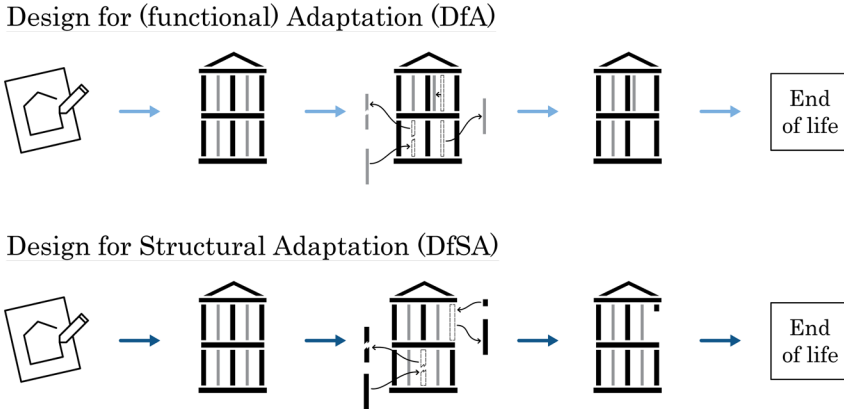 Design for (functional) Adaptation (DfA)
End
of life
Design for Structural Adaptation (DfSA)
End
of life